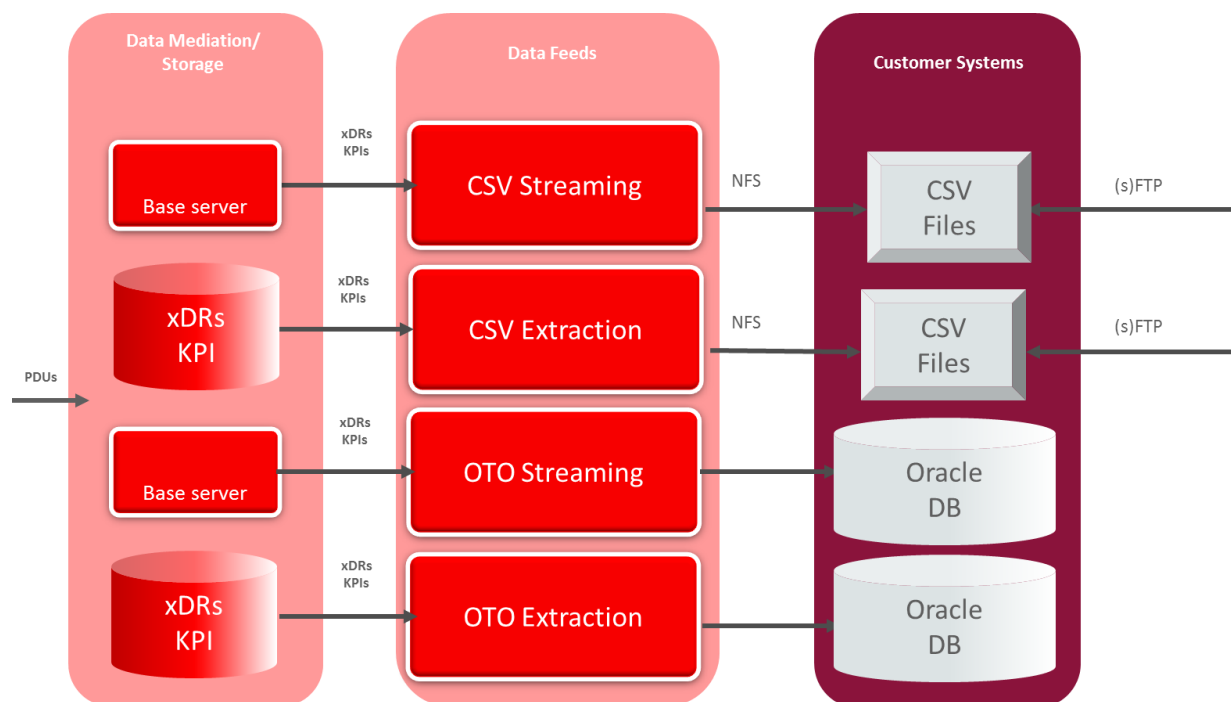 Data Mediation/
Storage
Data Feeds
Customer Systems
xDRs
KPIs
Base server
CSV Streaming
NFS
CSV
Files
(s)FTP
xDRs
KPIs
xDRs
KPI
CSV Extraction
NFS
CSV
Files
(s)FTP
PDUs
xDRs
KPIs
Base server
OTO Streaming
Oracle
DB
xDRs
KPIs
xDRs
KPI
OTO Extraction
Oracle
DB